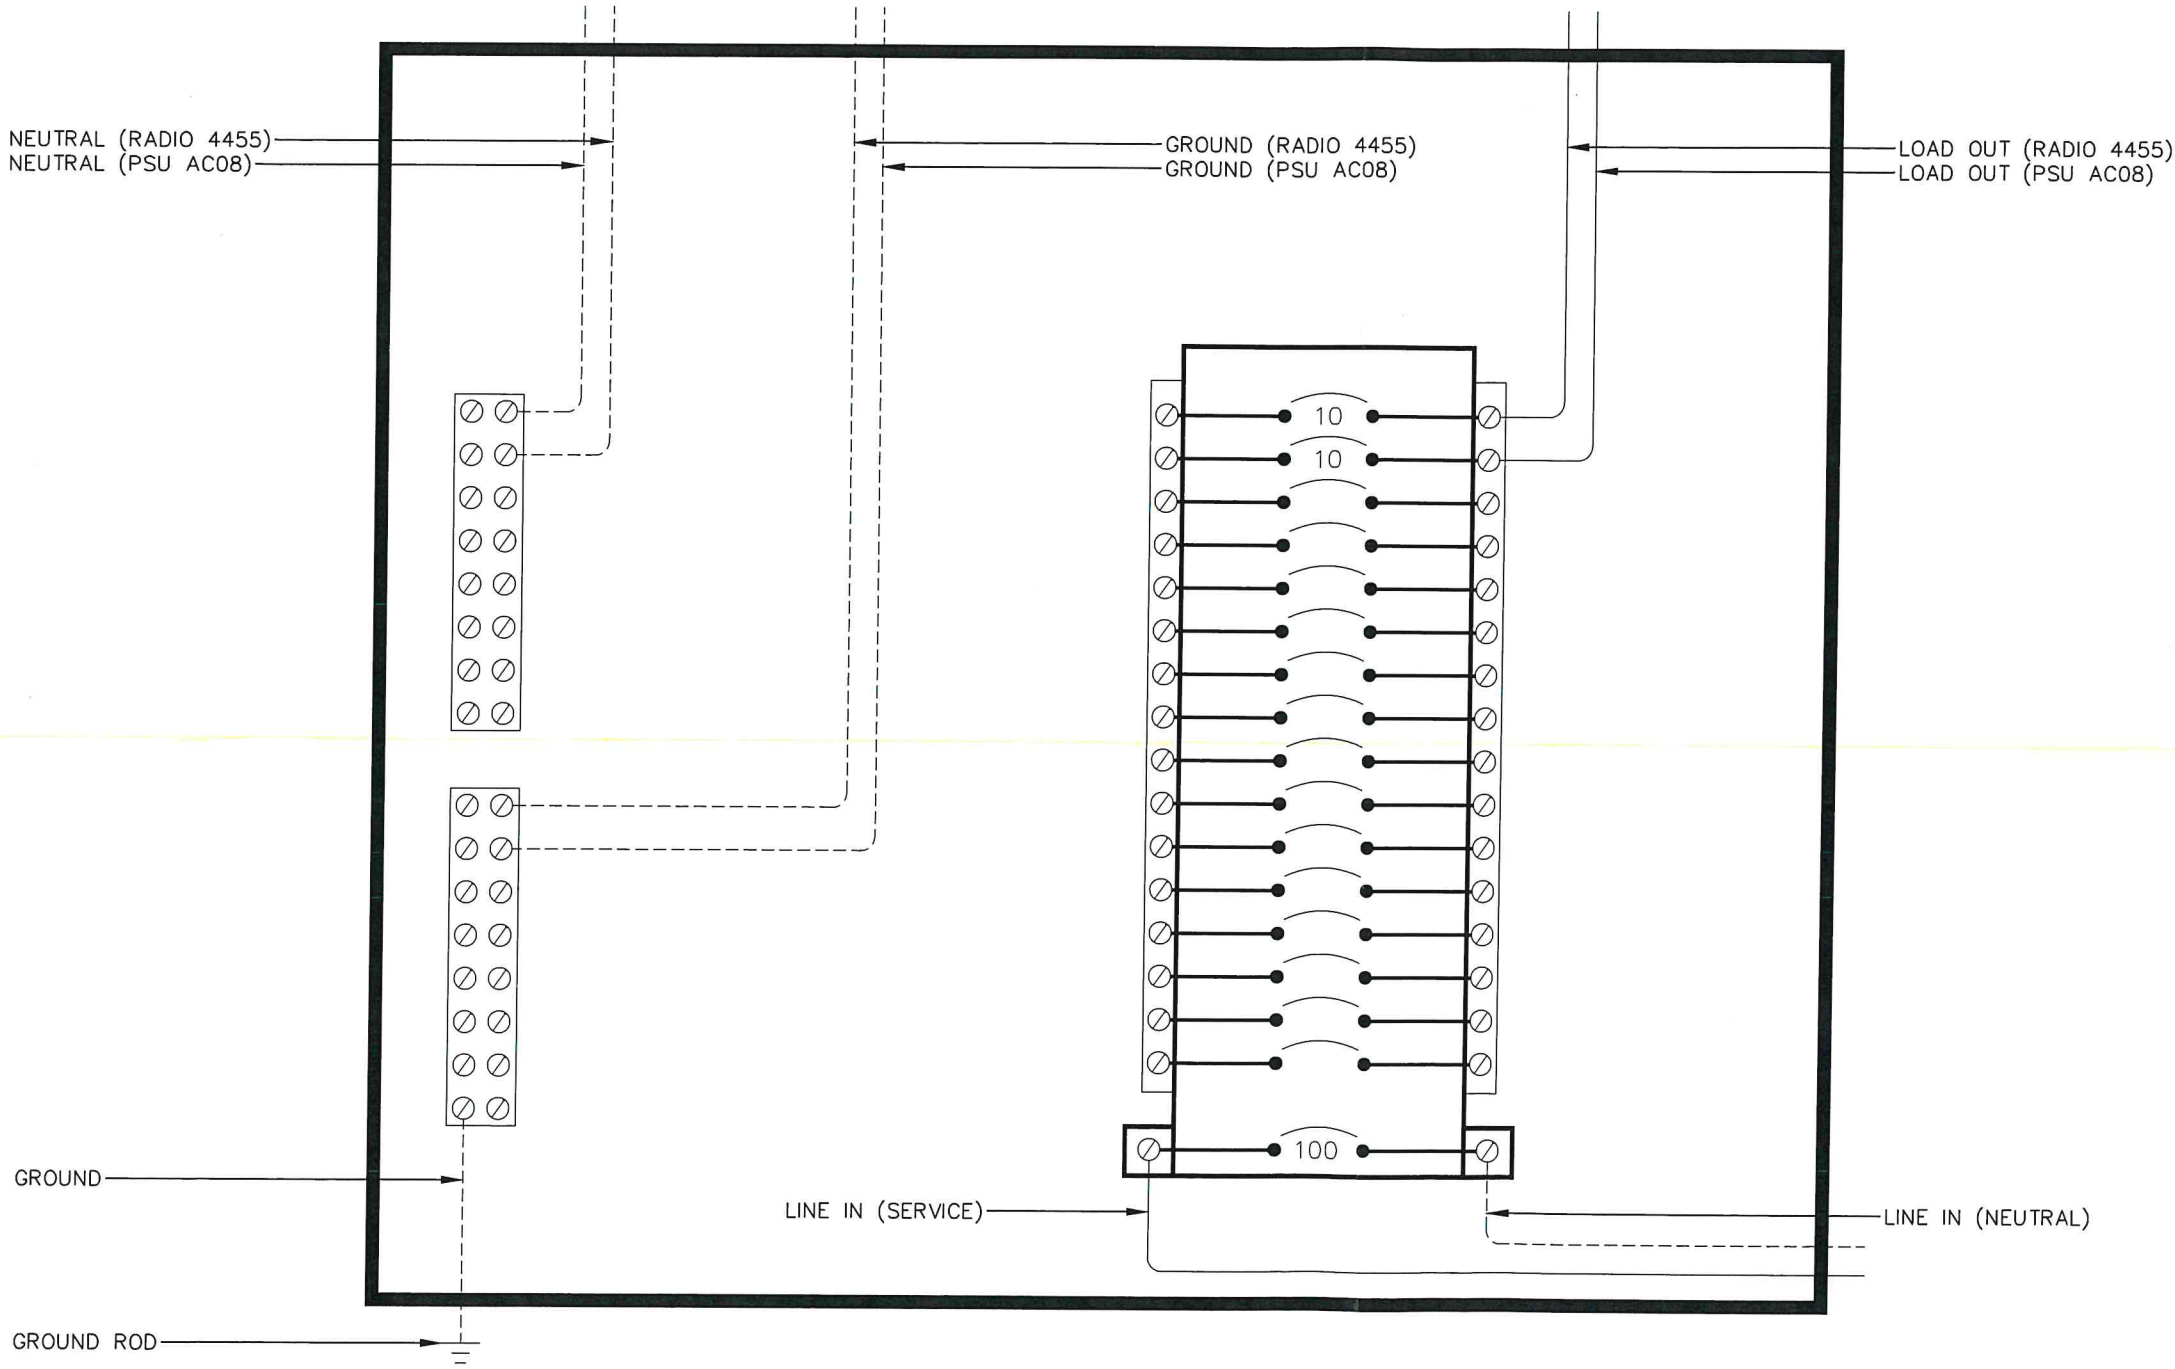 NEUTRAL (RADIO 4455)
NEUTRAL (PSU AC08)
GROUND (RADIO 4455)
GROUND (PSU AC08)
LOAD OUT (RADIO 4455)
LOAD OUT (PSU AC08)
10
10
100
GROUND
LINE IN (SERVICE)
LINE IN (NEUTRAL)
GROUND ROD